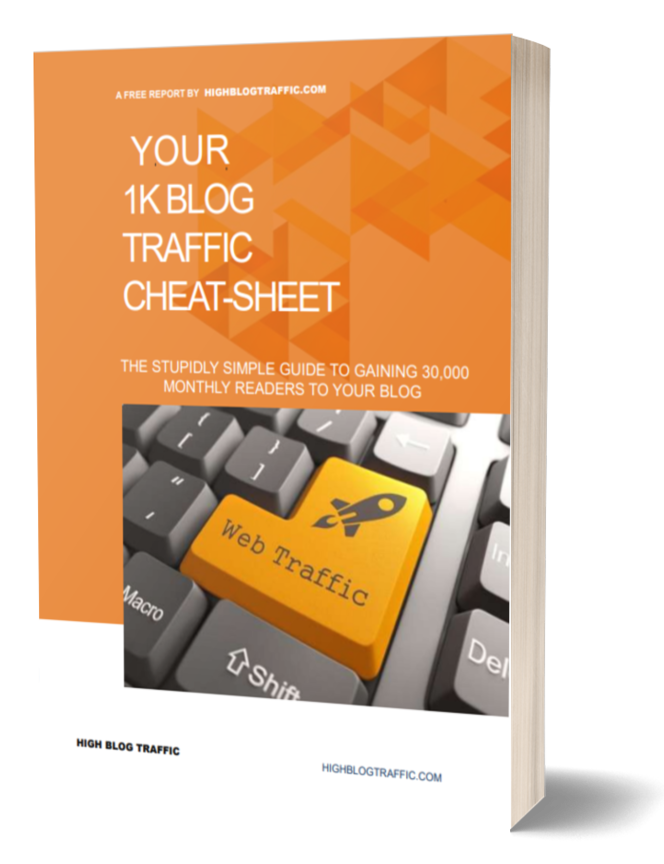 A FREE REPORT BY HIGHBLOGTRAFFIC.COM
YOUR
1K BLOG
TRAFFIC
CHEAT-SHEET
THE STUPIDLY SIMPLE GUIDE TO GAINING 30,000
MONTHLY READERS TO YOUR BLOG
{
[
}
]
/
"
,
Web Traffic
Macro
Shift
In
Del
HIGH BLOG TRAFFIC
HIGHBLOGTRAFFIC.COM